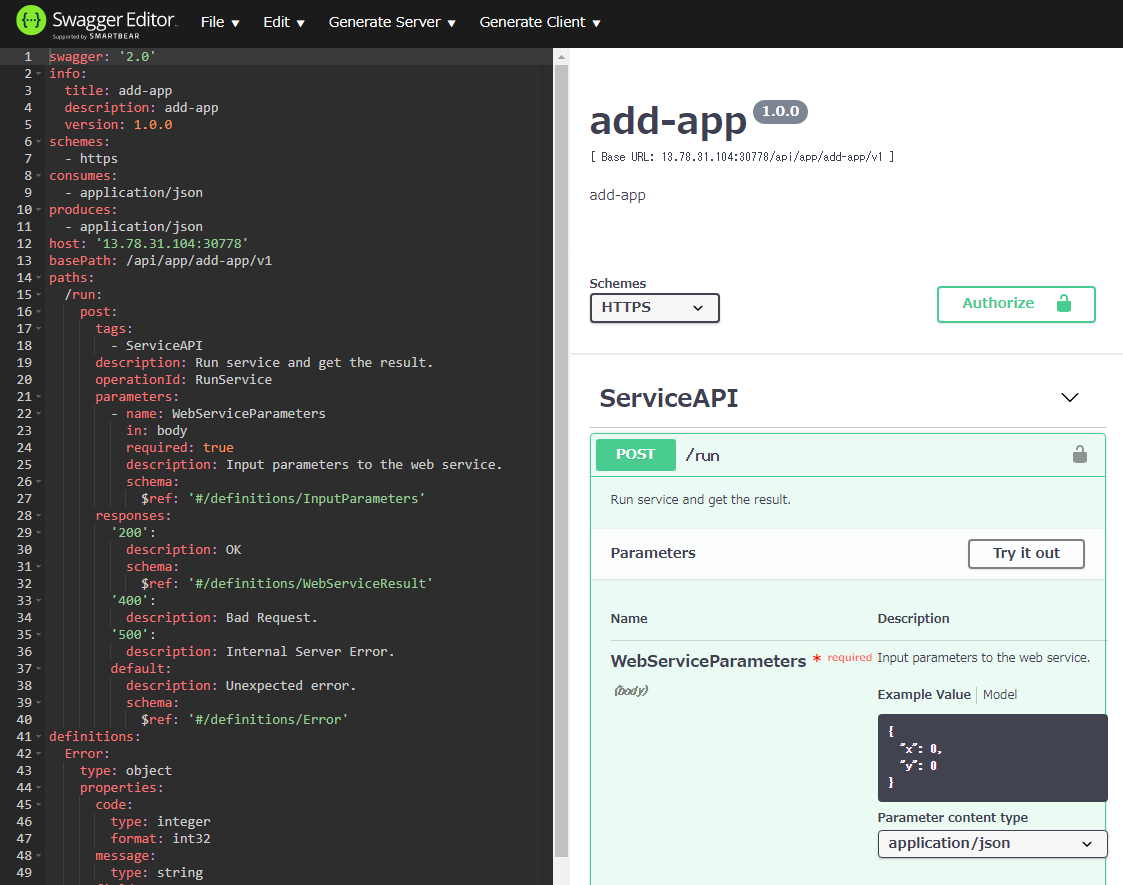 Swagger Editor
Supported by SMARTBEAR
File ▾ Edit ▾ Generate Server ▾ Generate Client ▾
1 swagger: '2.0'
2 info:
3 title: add-app
4 description: add-app
5 version: 1.0.0
6 schemes:
7 - https
8 consumes:
9 - application/json
10 produces:
11 - application/json
12 host: '13.78.31.104:30778'
13 basePath: /api/app/add-app/v1
14 paths:
15 /run:
16 post:
17 tags:
18 - ServiceAPI
19 description: Run service and get the result.
20 operationId: RunService
21 parameters:
22 - name: WebServiceParameters
23 in: body
24 required: true
25 description: Input parameters to the web service.
26 schema:
27 $ref: '#/definitions/InputParameters'
28 responses:
29 '200':
30 description: OK
31 schema:
32 $ref: '#/definitions/WebServiceResult'
33 '400':
34 description: Bad Request.
35 '500':
36 description: Internal Server Error.
37 default:
38 description: Unexpected error.
39 schema:
40 $ref: '#/definitions/Error'
41 definitions:
42 Error:
43 type: object
44 properties:
45 code:
46 type: integer
47 format: int32
48 message:
49 type: string
add-app 1.0.0
[ Base URL: 13.78.31.104:30778/api/app/add-app/v1 ]
add-app
Schemes
HTTPS
Authorize
ServiceAPI
POST /run
Run service and get the result.
Parameters
Try it out
Name Description
WebServiceParameters * required Input parameters to the web service.
(body)
Example Value Model
{
"x": 0,
"y": 0
}
Parameter content type
application/json